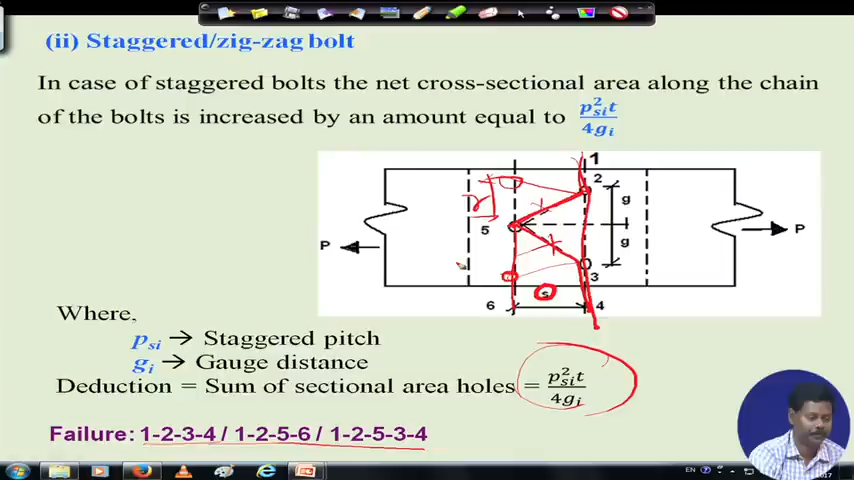 (ii) Staggered/zig-zag bolt
In case of staggered bolts the net cross-sectional area along the chain
of the bolts is increased by an amount equal to p²sit/4gi
1
2
g
5
g
P
P
3
s
6
4
Where,
psi → Staggered pitch
gi → Gauge distance
Deduction = Sum of sectional area holes = p²sit/4gi
Failure: 1-2-3-4 / 1-2-5-6 / 1-2-5-3-4
EN